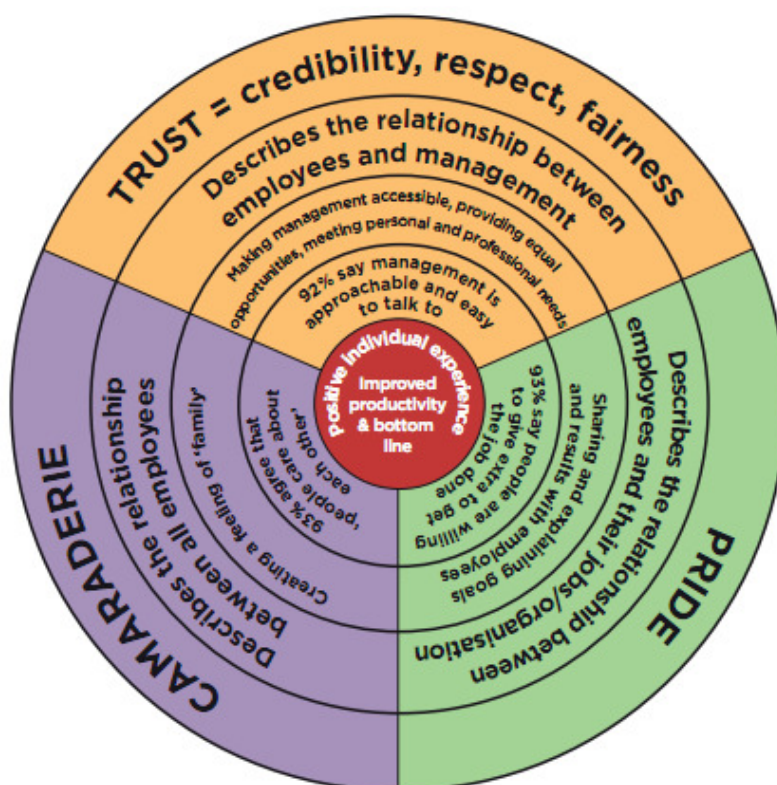 TRUST = credibility, respect, fairness
Describes the relationship between
employees and management
Making management accessible, providing equal
opportunities, meeting personal and professional needs
92% say management is
approachable and easy
to talk to
PRIDE
Describes the relationship between
employees and their jobs/organisation
Sharing and explaining goals
and results with employees
93% say people are willing
to give extra to get
the job done
CAMARADERIE
Describes the relationship
between all employees
Creating a feeling of ‘family’
93% agree that
‘people care about
each other’
Positive individual experience
Improved
productivity
& bottom
line